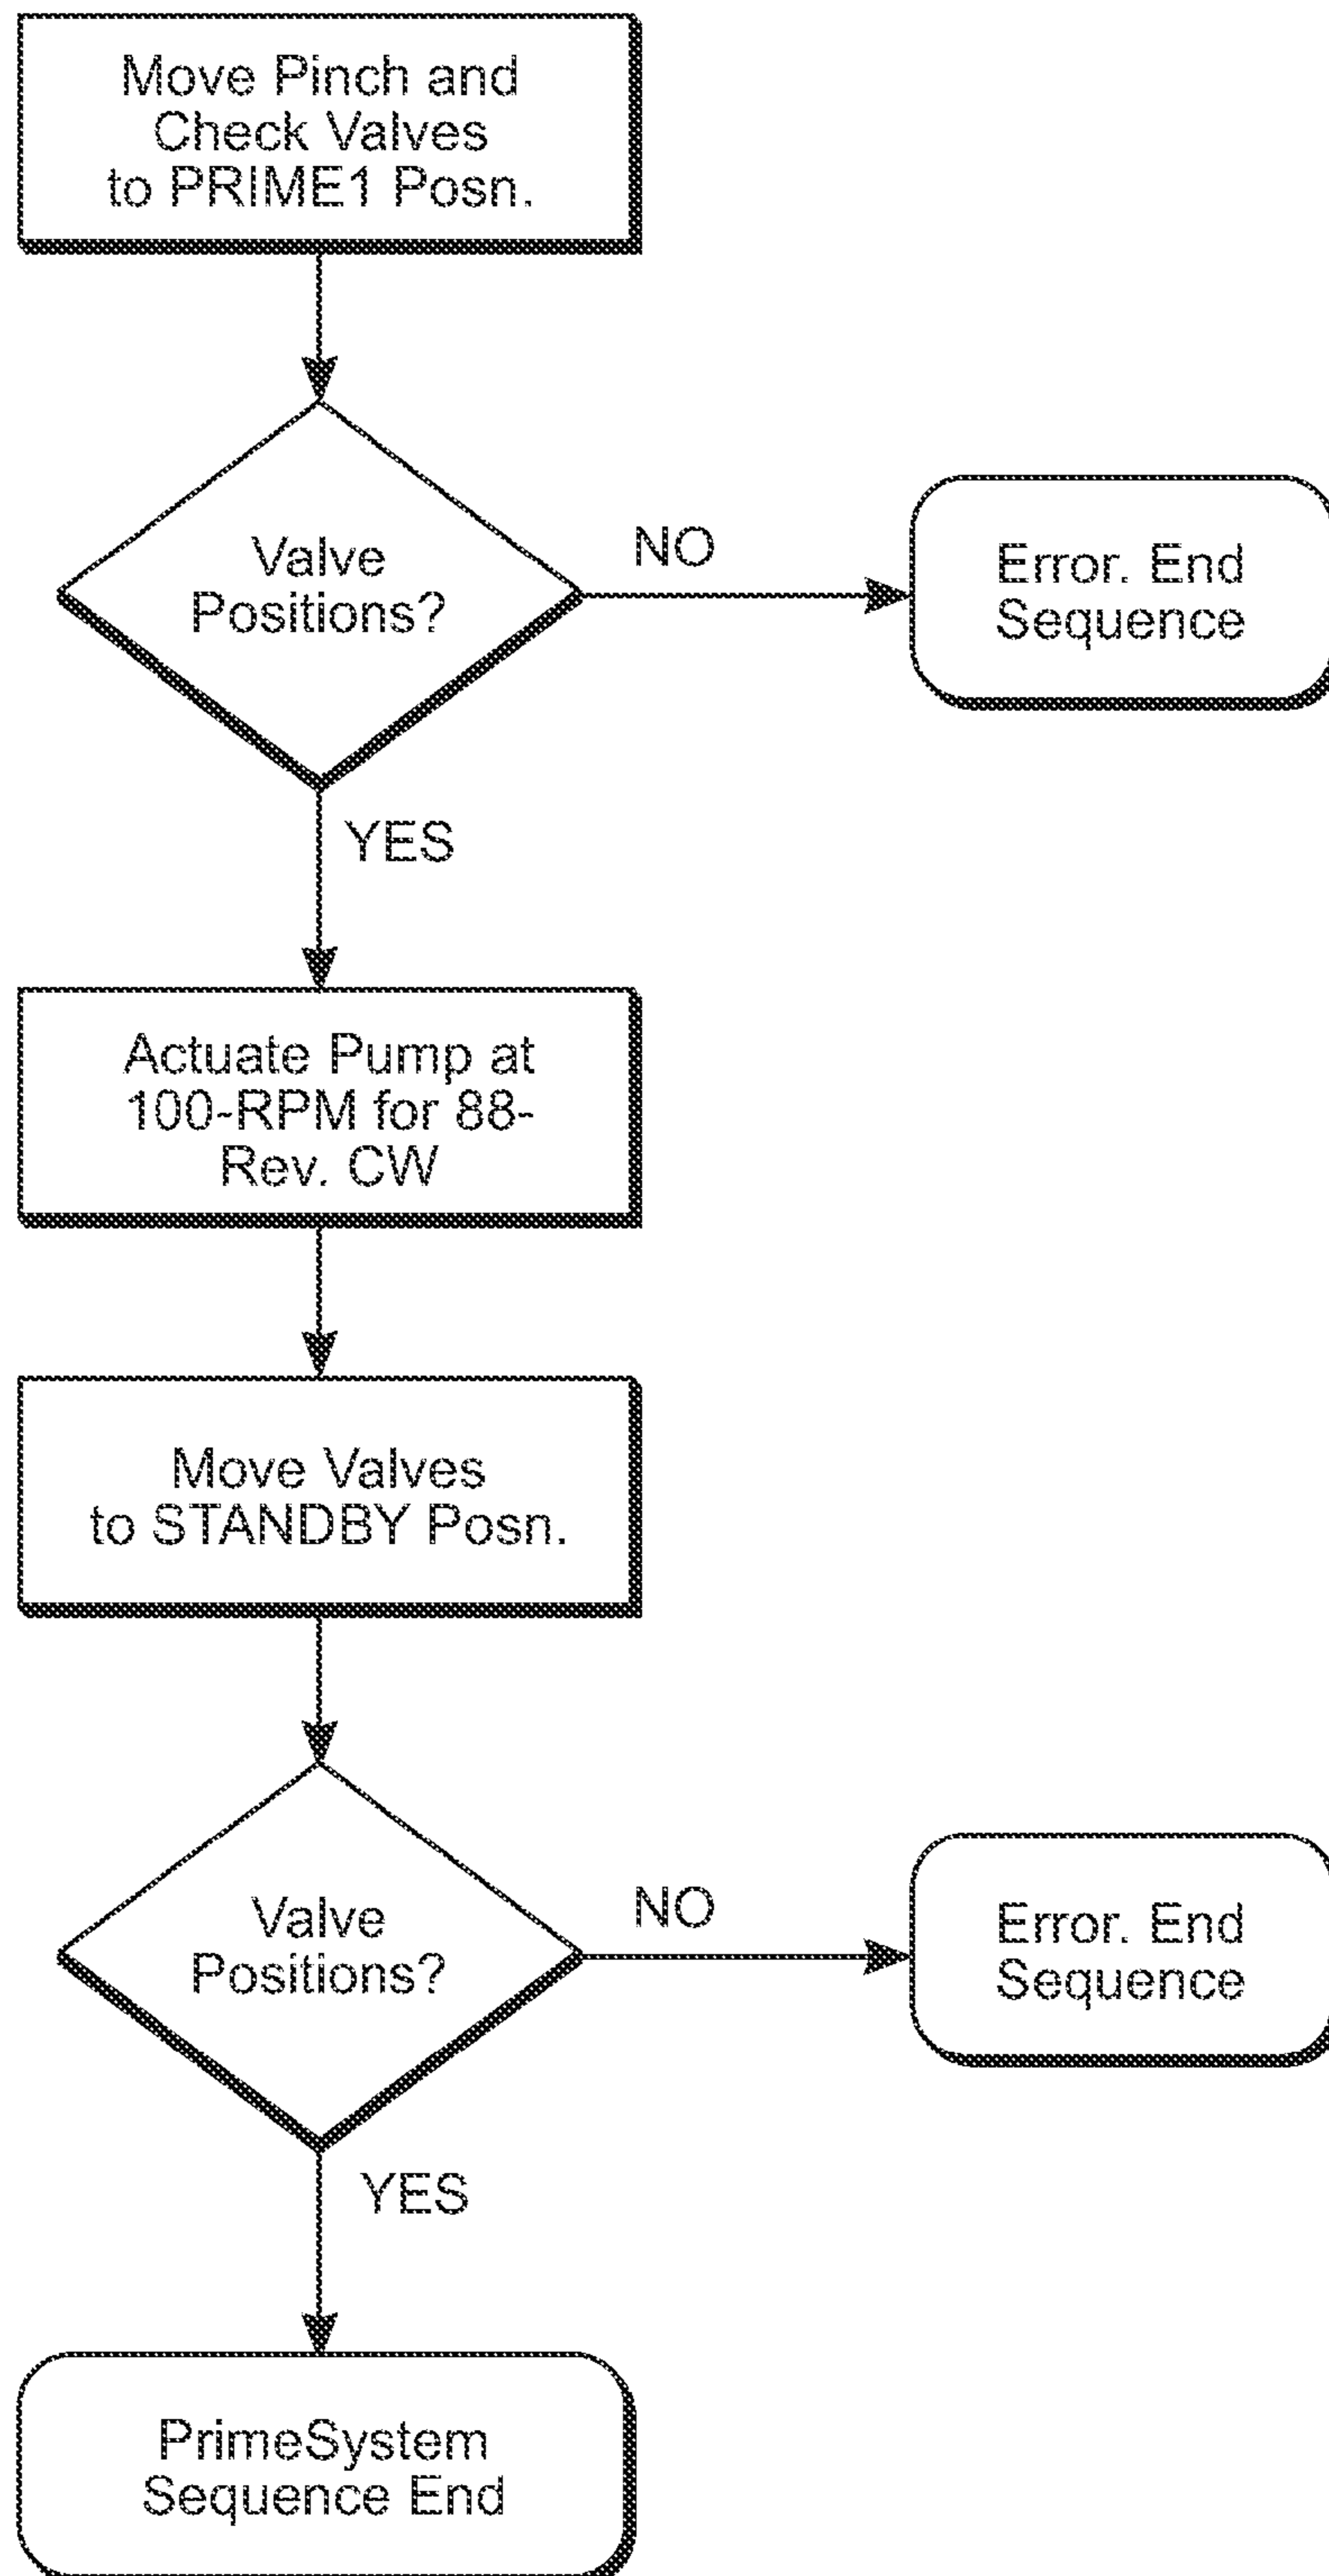 Move Pinch and
Check Valves
to PRIME1 Posn.
Valve
Positions?
NO
Error. End
Sequence
YES
Actuate Pump at
100-RPM for 88-
Rev. CW
Move Valves
to STANDBY Posn.
Valve
Positions?
NO
Error. End
Sequence
YES
PrimeSystem
Sequence End